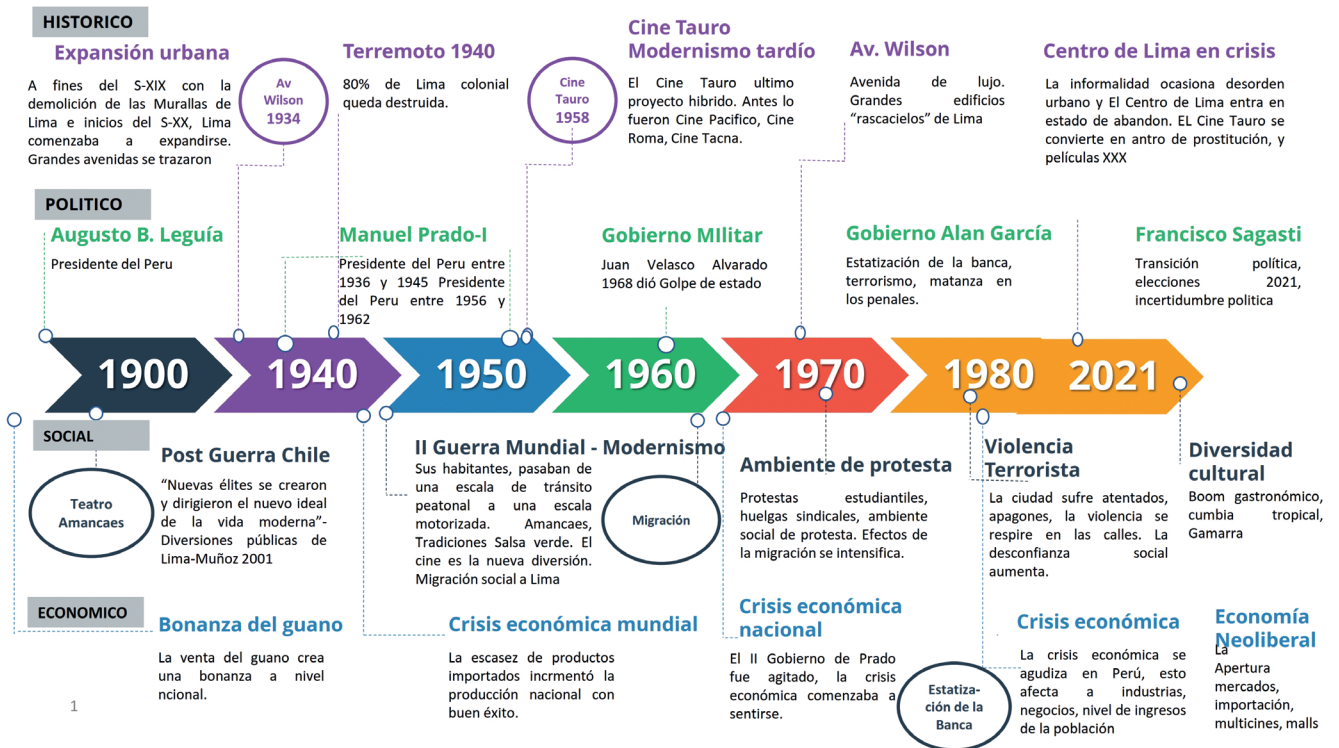 HISTORICO
Expansión urbana
A fines del S-XIX con la
demolición de las Murallas de
Lima e inicios del S-XX, Lima
comenzaba a expandirse.
Grandes avenidas se trazaron
Av
Wilson
1934
Terremoto 1940
80% de Lima colonial
queda destruida.
Cine
Tauro
1958
Cine Tauro
Modernismo tardío
El Cine Tauro ultimo
proyecto hibrido. Antes lo
fueron Cine Pacifico, Cine
Roma, Cine Tacna.
Av. Wilson
Avenida de lujo.
Grandes edificios
“rascacielos” de Lima
Centro de Lima en crisis
La informalidad ocasiona desorden
urbano y El Centro de Lima entra en
estado de abandon. EL Cine Tauro se
convierte en antro de prostitución, y
películas XXX
POLITICO
Augusto B. Leguía
Presidente del Peru
Manuel Prado-I
Presidente del Peru entre
1936 y 1945 Presidente
del Peru entre 1956 y
1962
Gobierno MIlitar
Juan Velasco Alvarado
1968 dió Golpe de estado
Gobierno Alan García
Estatización de la banca,
terrorismo, matanza en
los penales.
Francisco Sagasti
Transición política,
elecciones 2021,
incertidumbre politica
1900
1940
1950
1960
1970
1980
2021
SOCIAL
Teatro
Amancaes
Post Guerra Chile
“Nuevas élites se crearon
y dirigieron el nuevo ideal
de la vida moderna”-
Diversiones públicas de
Lima-Muñoz 2001
II Guerra Mundial - Modernismo
Sus habitantes, pasaban de
una escala de tránsito
peatonal a una escala
motorizada. Amancaes,
Tradiciones Salsa verde. El
cine es la nueva diversión.
Migración social a Lima
Migración
Ambiente de protesta
Protestas estudiantiles,
huelgas sindicales, ambiente
social de protesta. Efectos de
la migración se intensifica.
Violencia
Terrorista
La ciudad sufre atentados,
apagones, la violencia se
respire en las calles. La
desconfianza social
aumenta.
Diversidad
cultural
Boom gastronómico,
cumbia tropical,
Gamarra
ECONOMICO
Bonanza del guano
La venta del guano crea
una bonanza a nivel
ncional.
Crisis económica mundial
La escasez de productos
importados incrmentó la
producción nacional con
buen éxito.
Crisis económica
nacional
El II Gobierno de Prado
fue agitado, la crisis
económica comenzaba a
sentirse.
Estatiza-
ción de la
Banca
Crisis económica
La crisis económica se
agudiza en Perú, esto
afecta a industrias,
negocios, nivel de ingresos
de la población
Economía
Neoliberal
La
Apertura
mercados,
importación,
multicines, malls
1